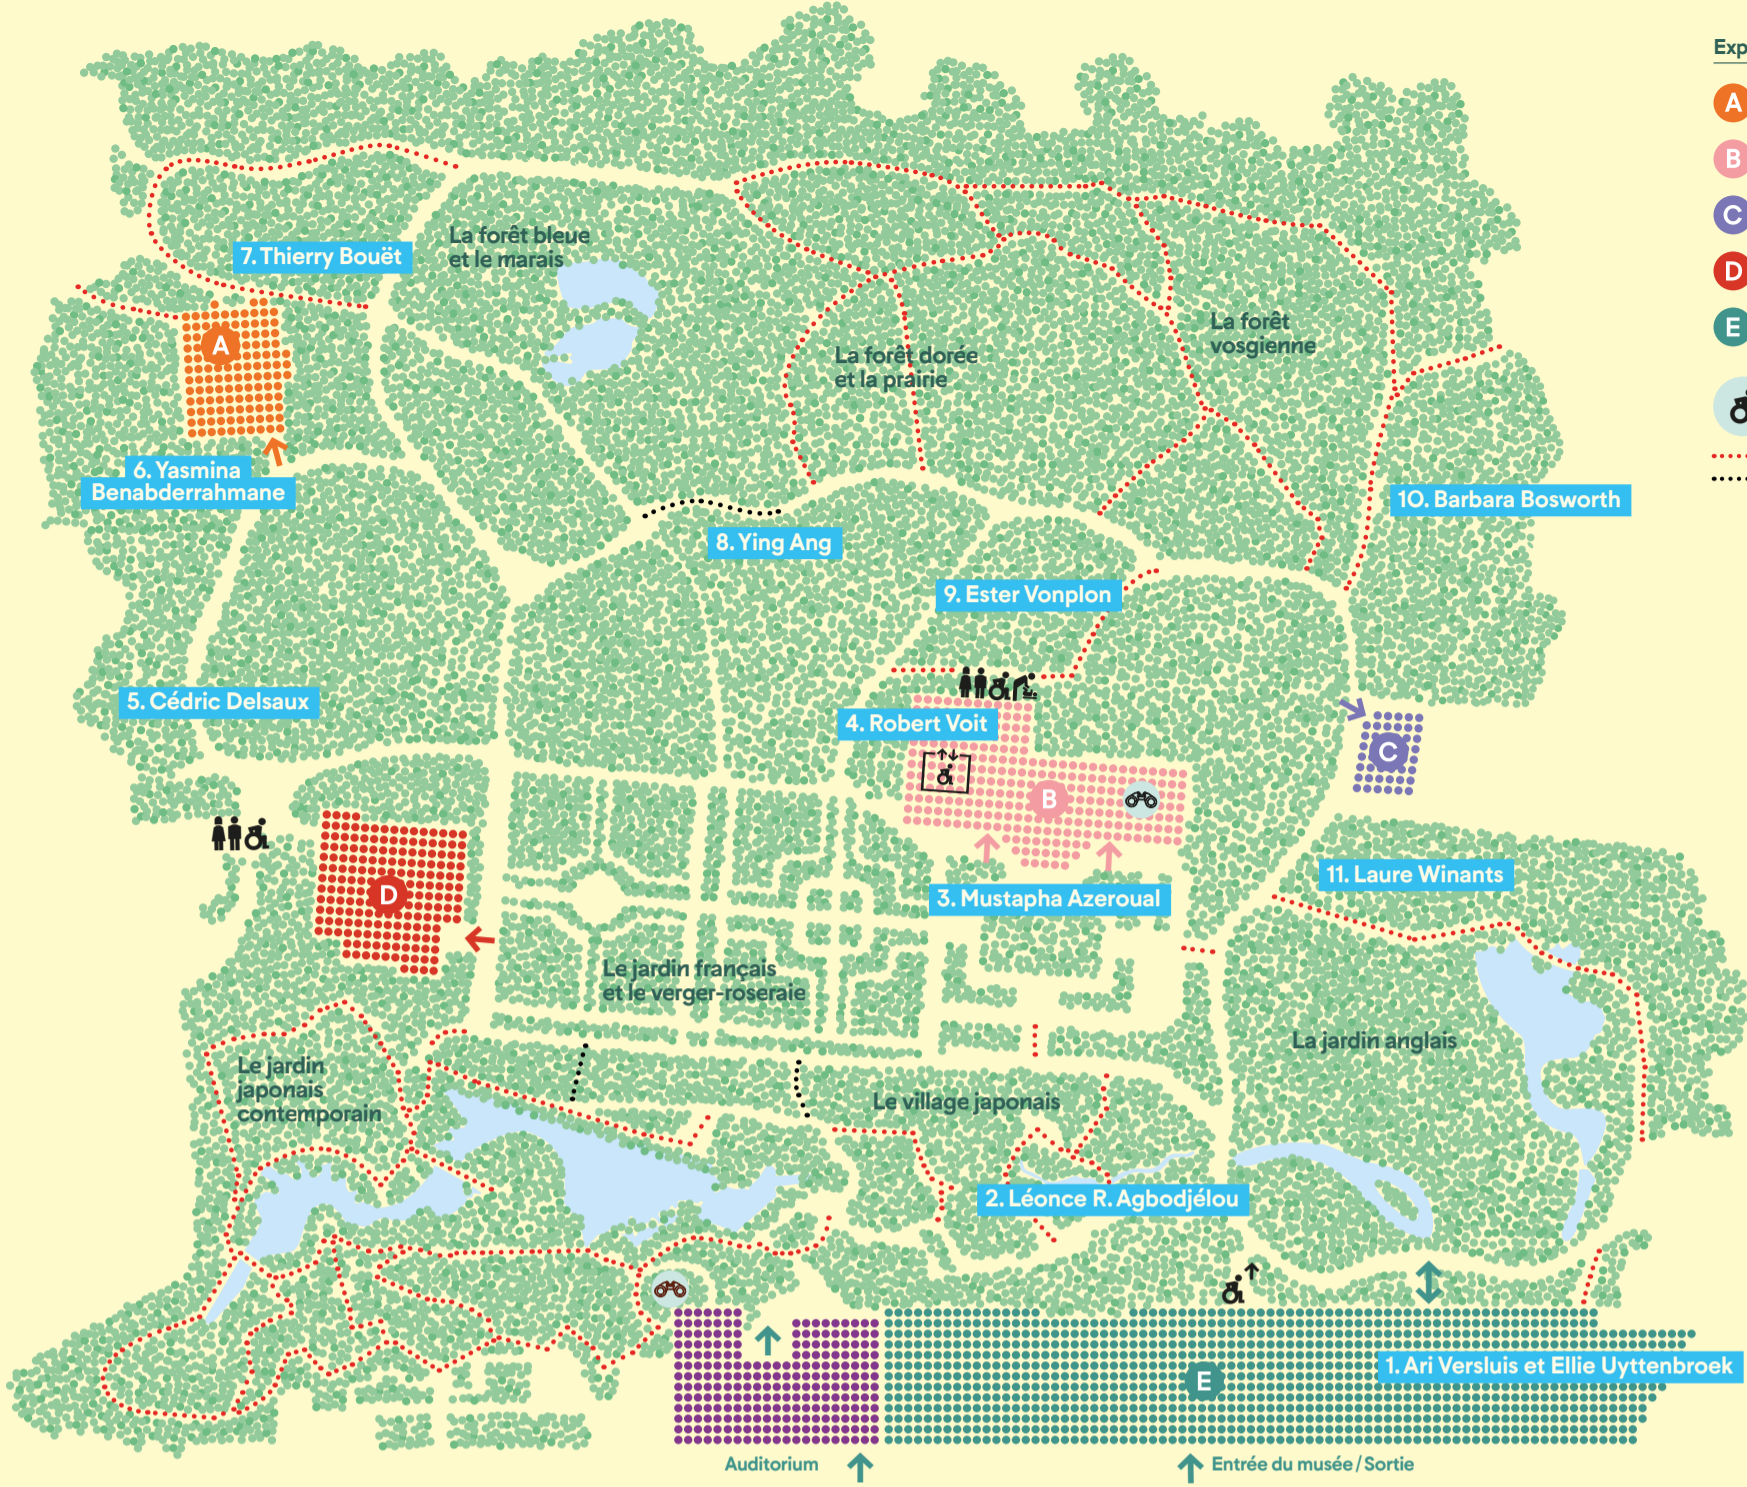 Exp
A
B
C
D
E
7. Thierry Bouët
La forêt bleue
et le marais
A
La forêt dorée
et la prairie
La forêt
vosgienne
6. Yasmina
Benabderrahmane
10. Barbara Bosworth
8. Ying Ang
9. Ester Vonplon
5. Cédric Delsaux
4. Robert Voit
C
B
11. Laure Winants
D
3. Mustapha Azeroual
Le jardin français
et le verger-roseraie
La jardin anglais
Le jardin
japonais
contemporain
Le village japonais
2. Léonce R. Agbodjélou
1. Ari Versluis et Ellie Uyttenbroek
E
Auditorium
Entrée du musée / Sortie